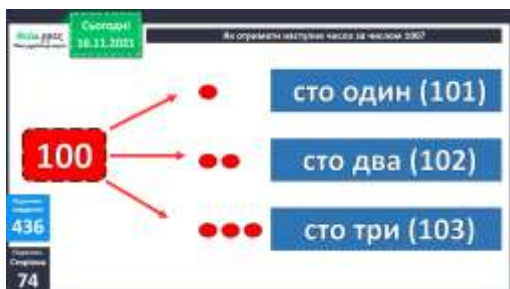 Сьогодні
16.11.2021
Як отримати наступне число за числом 100?
100
сто один (101)
сто два (102)
сто три (103)
436
Сторінка
74